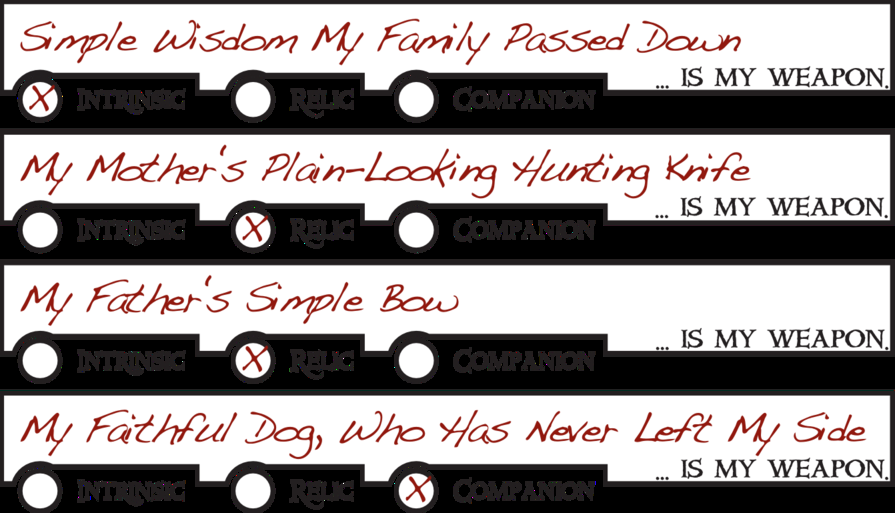 Simple Wisdom My Family Passed Down
... IS MY WEAPON.
X INTRINSIC RELIC COMPANION
My Mother's Plain-Looking Hunting Knife
... IS MY WEAPON.
INTRINSIC X RELIC COMPANION
My Father's Simple Bow
... IS MY WEAPON.
INTRINSIC X RELIC COMPANION
My Faithful Dog, Who Has Never Left My Side
... IS MY WEAPON.
INTRINSIC RELIC X COMPANION